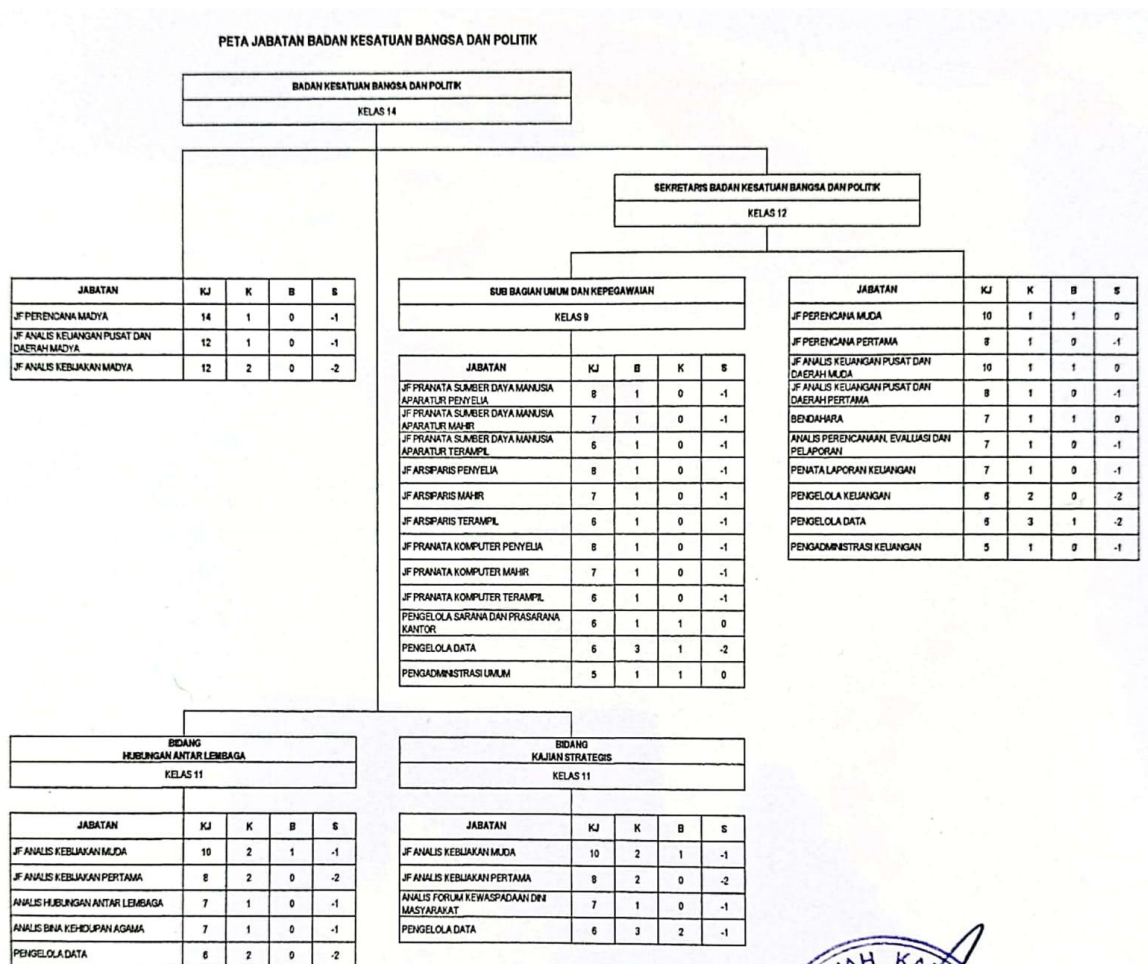 PETA JABATAN BADAN KESATUAN BANGSA DAN POLITIK
BADAN KESATUAN BANGSA DAN POLITIK
KELAS 14
SEKRETARIS BADAN KESATUAN BANGSA DAN POLITIK
KELAS 12
JABATAN KJ K B S
JF PERENCANA MADYA 14 1 0 -1
JF ANALIS KEUANGAN PUSAT DAN
DAERAH MADYA 12 1 0 -1
JF ANALIS KEBIJAKAN MADYA 12 2 0 -2
SUB BAGIAN UMUM DAN KEPEGAWAIAN
KELAS 9
JABATAN KJ B K S
JF PRANATA SUMBER DAYA MANUSIA
APARATUR PENYELIA 8 1 0 -1
JF PRANATA SUMBER DAYA MANUSIA
APARATUR MAHIR 7 1 0 -1
JF PRANATA SUMBER DAYA MANUSIA
APARATUR TERAMPIL 6 1 0 -1
JF ARSIPARIS PENYELIA 8 1 0 -1
JF ARSIPARIS MAHIR 7 1 0 -1
JF ARSIPARIS TERAMPIL 6 1 0 -1
JF PRANATA KOMPUTER PENYELIA 8 1 0 -1
JF PRANATA KOMPUTER MAHIR 7 1 0 -1
JF PRANATA KOMPUTER TERAMPIL 6 1 0 -1
PENGELOLA SARANA DAN PRASARANA
KANTOR 6 1 1 0
PENGELOLA DATA 6 3 1 -2
PENGADMINISTRASI UMUM 5 1 1 0
JABATAN KJ K B S
JF PERENCANA MUDA 10 1 1 0
JF PERENCANA PERTAMA 8 1 0 -1
JF ANALIS KEUANGAN PUSAT DAN
DAERAH MUDA 10 1 1 0
JF ANALIS KEUANGAN PUSAT DAN
DAERAH PERTAMA 8 1 0 -1
BENDAHARA 7 1 1 0
ANALIS PERENCANAAN, EVALUASI DAN
PELAPORAN 7 1 0 -1
PENATA LAPORAN KEUANGAN 7 1 0 -1
PENGELOLA KEUANGAN 6 2 0 -2
PENGELOLA DATA 6 3 1 -2
PENGADMINISTRASI KEUANGAN 5 1 0 -1
BIDANG
HUBUNGAN ANTAR LEMBAGA
KELAS 11
JABATAN KJ K B S
JF ANALIS KEBIJAKAN MUDA 10 2 1 -1
JF ANALIS KEBIJAKAN PERTAMA 8 2 0 -2
ANALIS HUBUNGAN ANTAR LEMBAGA 7 1 0 -1
ANALIS BINA KEHIDUPAN AGAMA 7 1 0 -1
PENGELOLA DATA 6 2 0 -2
BIDANG
KAJIAN STRATEGIS
KELAS 11
JABATAN KJ K B S
JF ANALIS KEBIJAKAN MUDA 10 2 1 -1
JF ANALIS KEBIJAKAN PERTAMA 8 2 0 -2
ANALIS FORUM KEWASPADAAN DINI
MASYARAKAT 7 1 0 -1
PENGELOLA DATA 6 3 2 -1